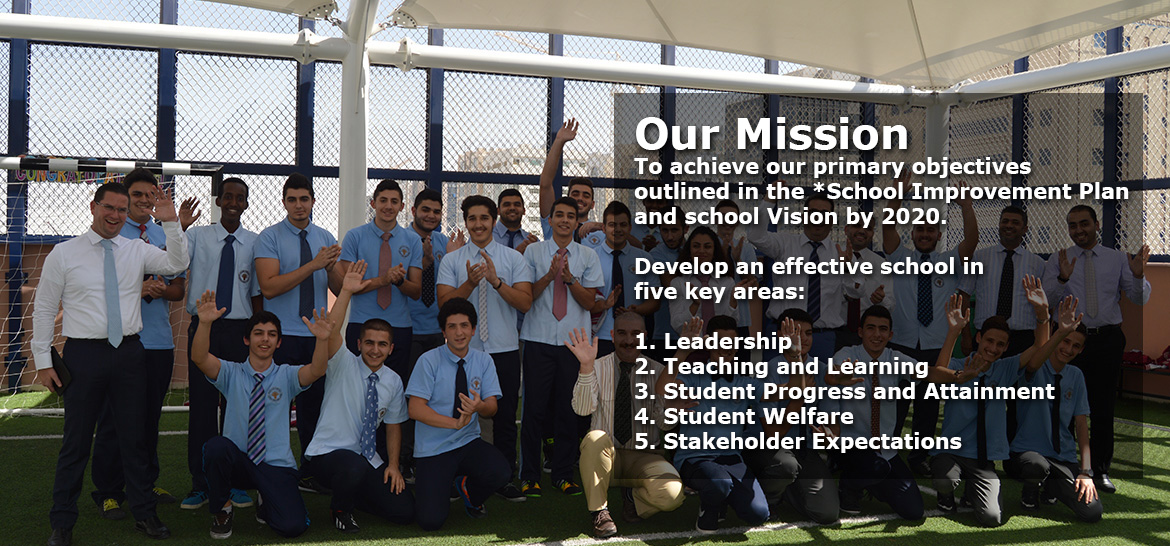 CONGRATS
Our Mission
To achieve our primary objectives
outlined in the *School Improvement Plan
and school Vision by 2020.
Develop an effective school in
five key areas:
1. Leadership
2. Teaching and Learning
3. Student Progress and Attainment
4. Student Welfare
5. Stakeholder Expectations